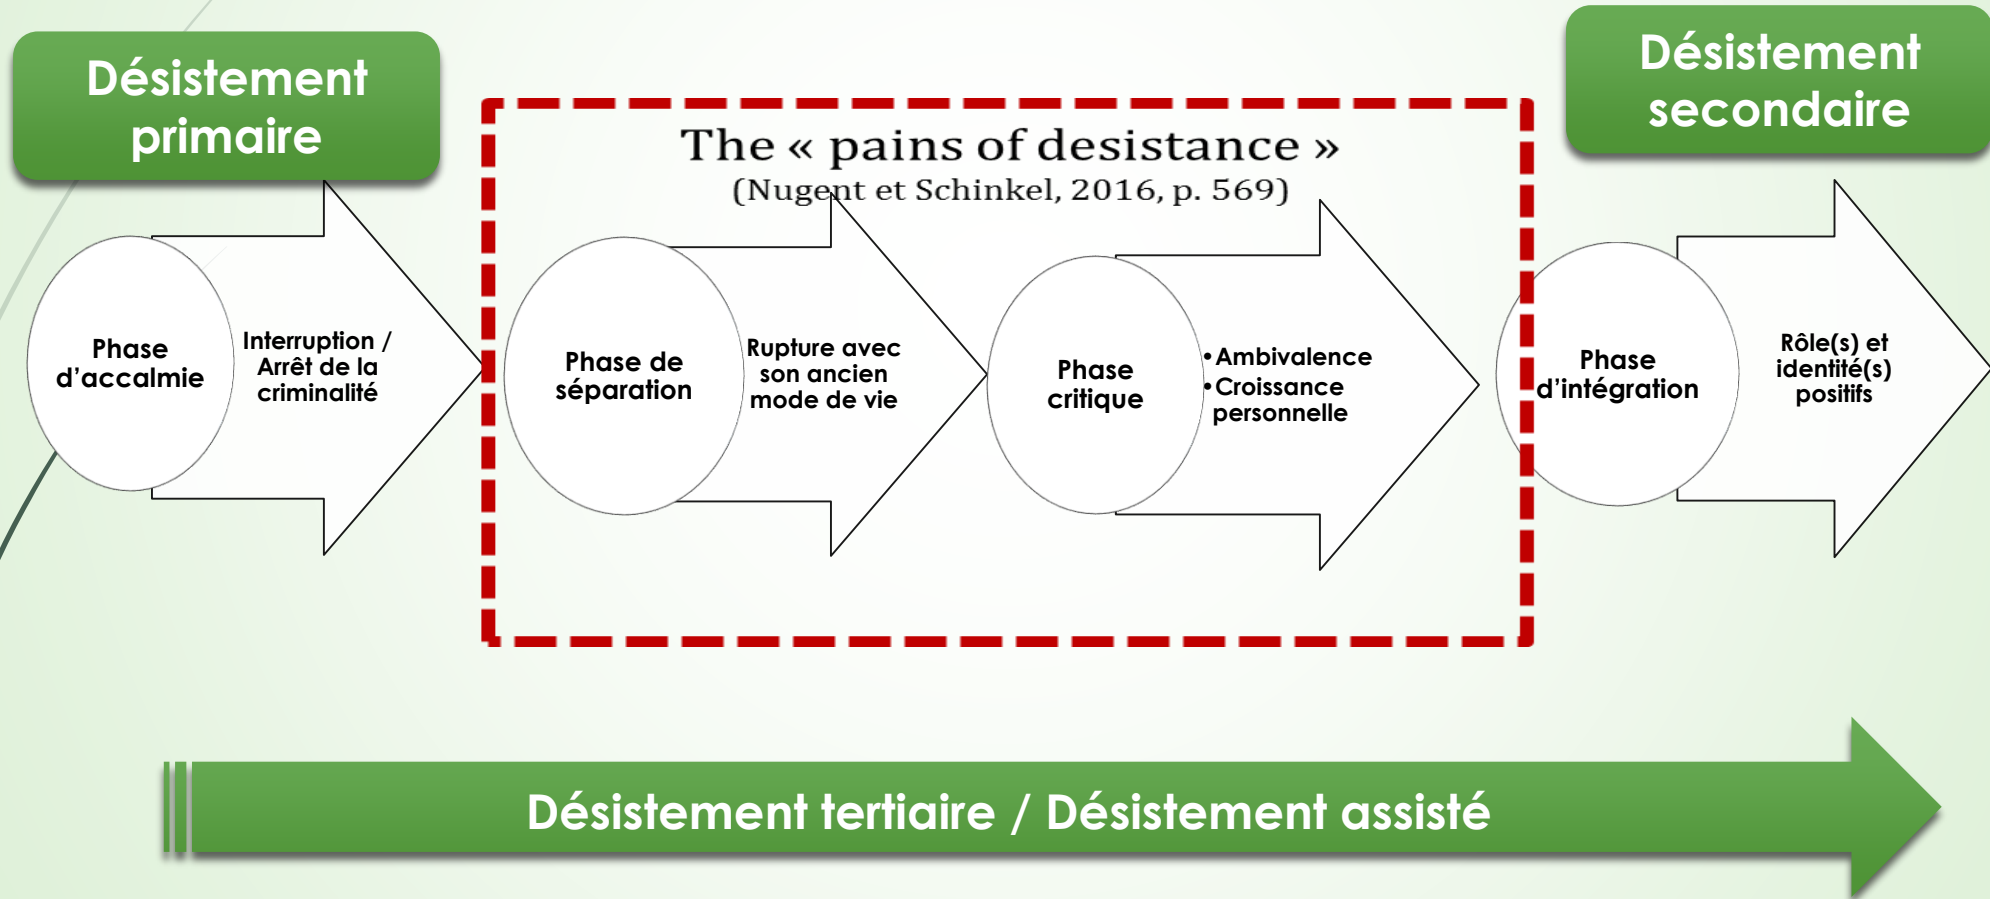 Désistement
primaire
Désistement
secondaire
The « pains of desistance »
(Nugent et Schinkel, 2016, p. 569)
Phase
d’accalmie
Interruption /
Arrêt de la
criminalité
Phase de
séparation
Rupture avec
son ancien
mode de vie
Phase
critique
•Ambivalence
•Croissance
personnelle
Phase
d’intégration
Rôle(s) et
identité(s)
positifs
Désistement tertiaire / Désistement assisté